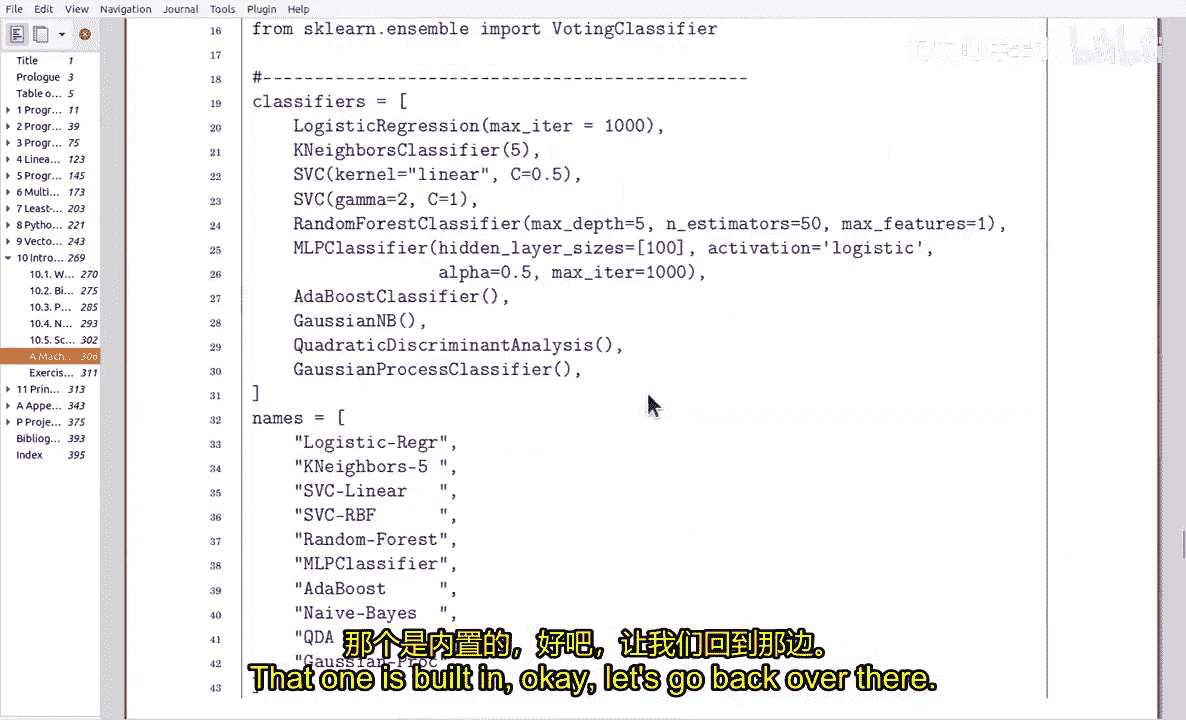 File Edit View Navigation Journal Tools Plugin Help
Title 1
Prologue 3
Table o... 5
1 Progr... 11
2 Progr... 39
3 Progr... 75
4 Linea... 123
5 Progr... 145
6 Multi... 173
7 Least-... 203
8 Pytho... 221
9 Vecto... 243
10 Intro... 269
10.1. W... 270
10.2. Bi... 275
10.3. P... 285
10.4. N... 293
10.5. Sc... 302
A Mach... 306
Exercis... 311
11 Prin... 313
A Appe... 343
P Proje... 375
Bibliog... 393
Index 395
16 from sklearn.ensemble import VotingClassifier
17
18 #-----------------------------------------------
19 classifiers = [
20 LogisticRegression(max_iter = 1000),
21 KNeighborsClassifier(5),
22 SVC(kernel="linear", C=0.5),
23 SVC(gamma=2, C=1),
24 RandomForestClassifier(max_depth=5, n_estimators=50, max_features=1),
25 MLPClassifier(hidden_layer_sizes=[100], activation='logistic',
26 alpha=0.5, max_iter=1000),
27 AdaBoostClassifier(),
28 GaussianNB(),
29 QuadraticDiscriminantAnalysis(),
30 GaussianProcessClassifier(),
31 ]
32 names = [
33 "Logistic-Regr",
34 "KNeighbors-5 ",
35 "SVC-Linear   ",
36 "SVC-RBF      ",
37 "Random-Forest",
38 "MLPClassifier",
39 "AdaBoost     ",
40 "Naive-Bayes  ",
41 "QDA
42 "Gaussian-Proc"
43
那个是内置的，好吧，让我们回到那边。
That one is built in, okay, let's go back over there.